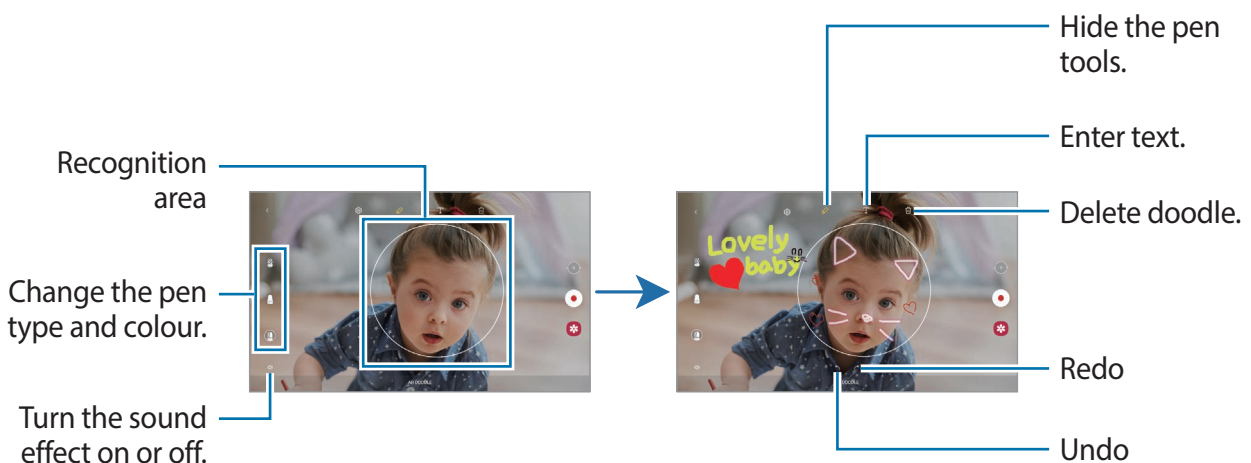 Hide the pen
tools.
Enter text.
Recognition
area
Delete doodle.
T
Lovely
baby
Change the pen
type and colour.
AR DOODLE
Redo
Turn the sound
effect on or off.
Undo